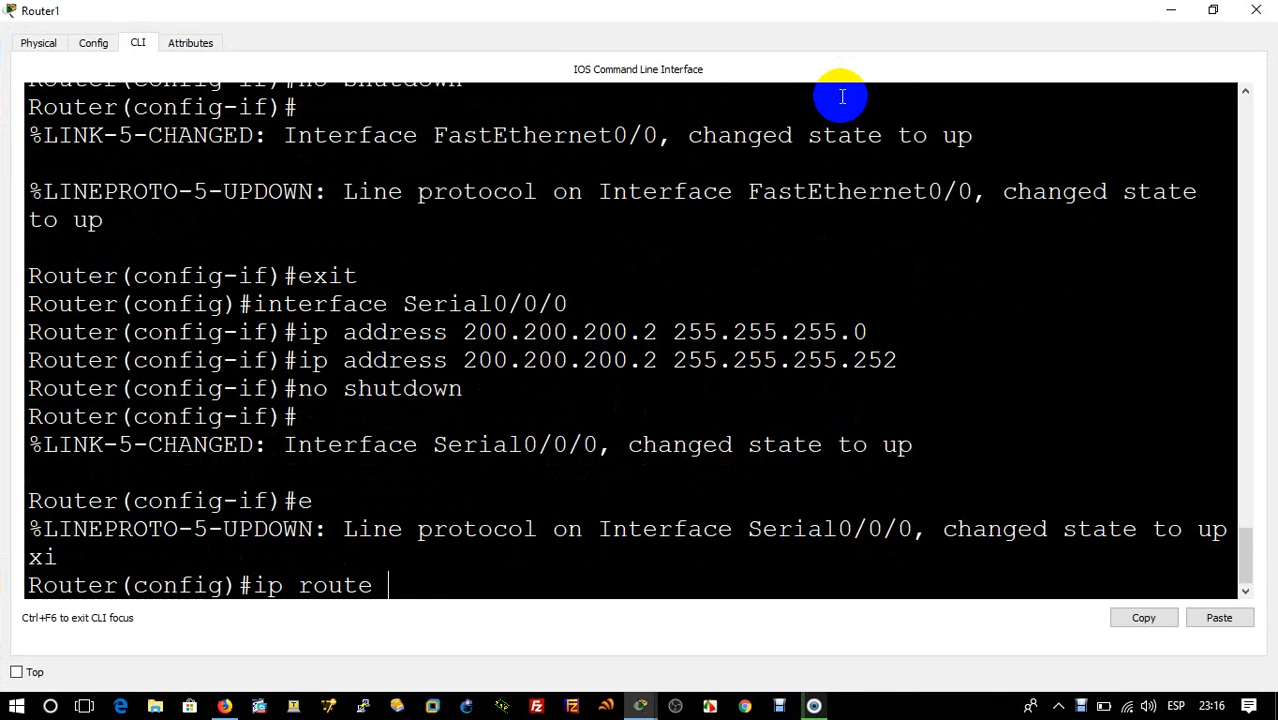 Router1
Physical
Config
CLI
Attributes
IOS Command Line Interface
Router(config-if)#no shutdown
Router(config-if)#
%LINK-5-CHANGED: Interface FastEthernet0/0, changed state to up
%LINEPROTO-5-UPDOWN: Line protocol on Interface FastEthernet0/0, changed state
to up
Router(config-if)#exit
Router(config)#interface Serial0/0/0
Router(config-if)#ip address 200.200.200.2 255.255.255.0
Router(config-if)#ip address 200.200.200.2 255.255.255.252
Router(config-if)#no shutdown
Router(config-if)#
%LINK-5-CHANGED: Interface Serial0/0/0, changed state to up
Router(config-if)#e
%LINEPROTO-5-UPDOWN: Line protocol on Interface Serial0/0/0, changed state to up
xi
Router(config)#ip route
Ctrl+F6 to exit CLI focus
Copy
Paste
Top
ESP
23:16